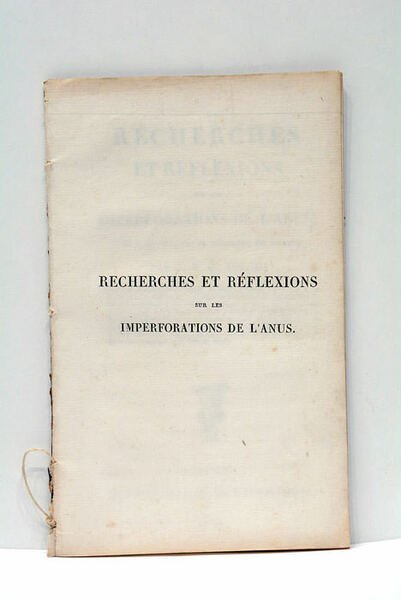 RECHERCHES ET RÉFLEXIONS
SUR LES
IMPERFORATIONS DE L'ANUS.